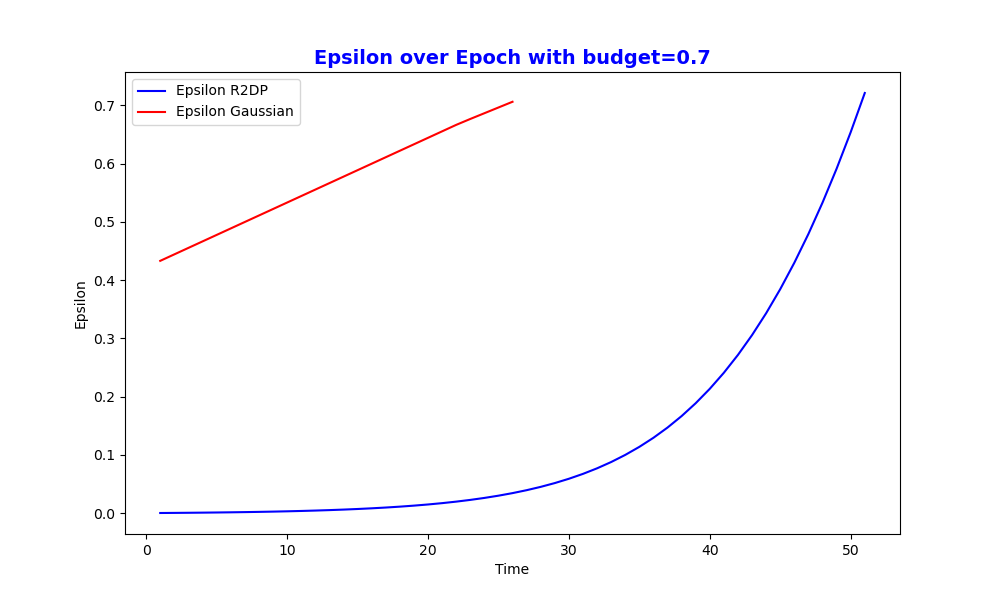 Epsilon over Epoch with budget=0.7
Epsilon R2DP
Epsilon Gaussian
0.7
0.6
0.5
0.4
0.3
0.2
0.1
0.0
Epsilon
0 10 20 30 40 50
Time